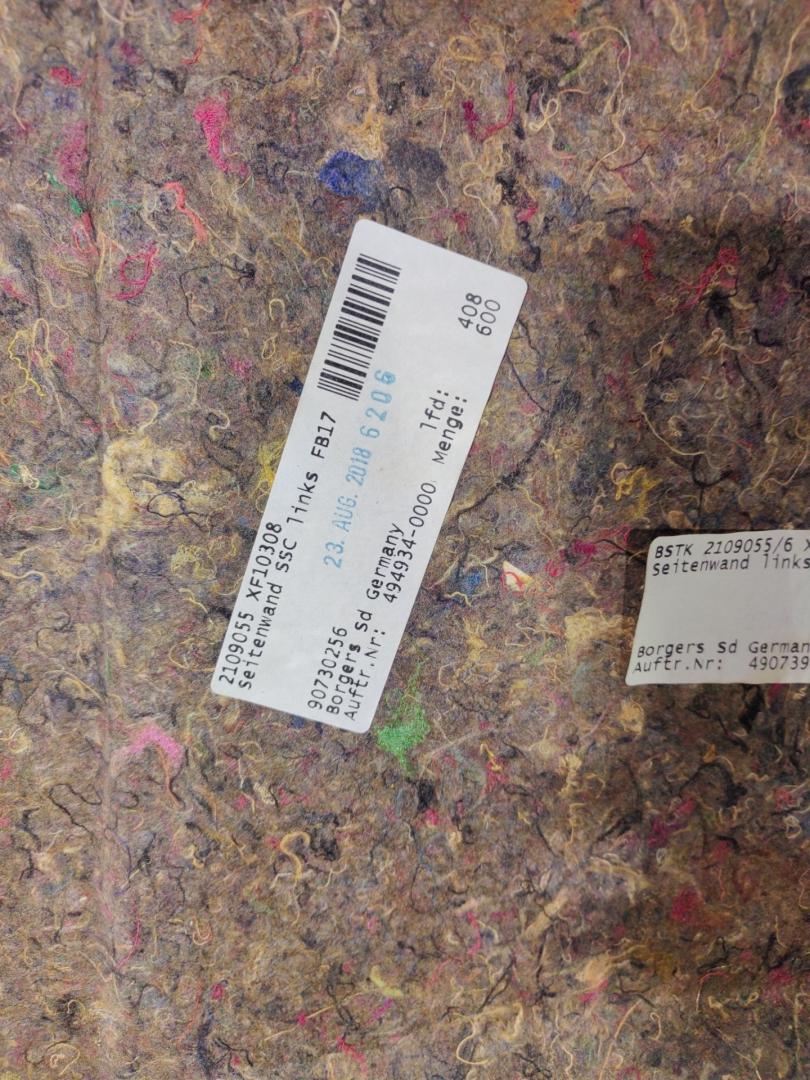 2109055 XF10308
Seitenwand SSC links FB17
23. AUG. 2018 6206
90730256
Borgers Sd Germany lfd: 408
Auftr.Nr: 494934-0000 Menge: 600
BSTK 2109055/6 X
Seitenwand links
Borgers Sd German
Auftr.Nr: 490739